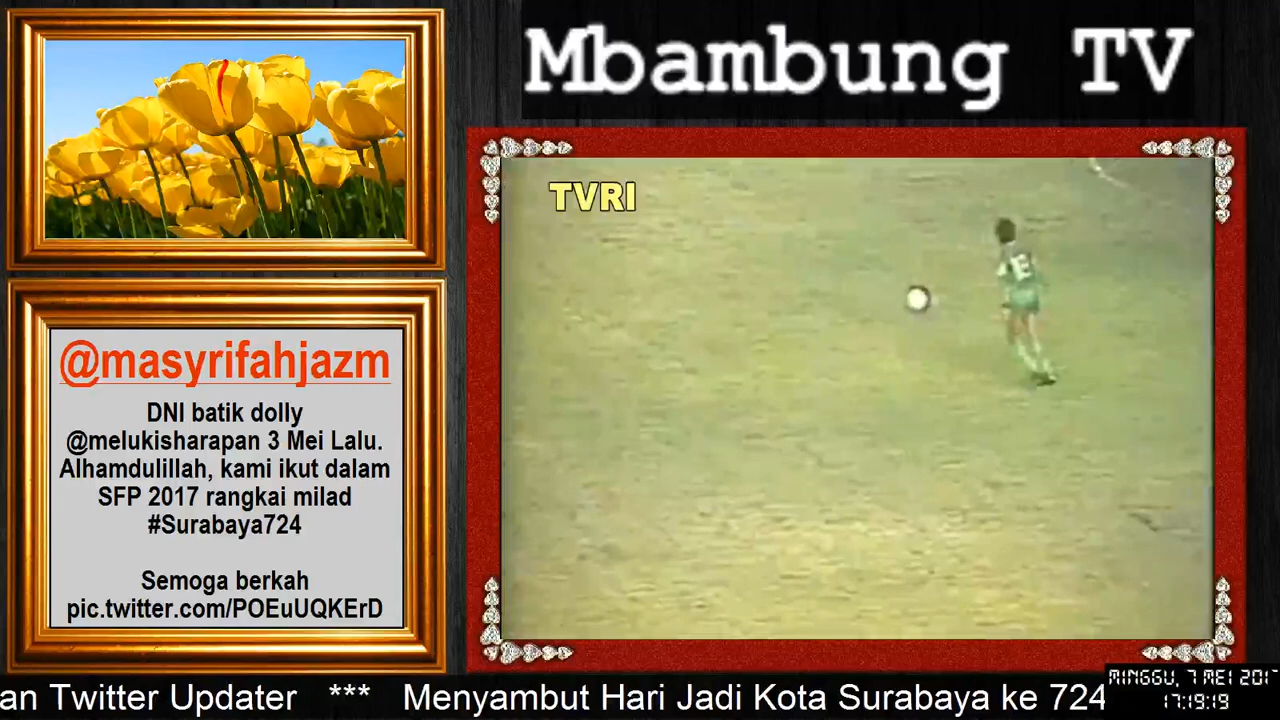 Mbambung TV
TVRI
@masyrifahjazm
DNI batik dolly
@melukisharapan 3 Mei Lalu.
Alhamdulillah, kami ikut dalam
SFP 2017 rangkai milad
#Surabaya724
Semoga berkah
pic.twitter.com/POEuUQKErD
an Twitter Updater *** Menyambut Hari Jadi Kota Surabaya ke 724
MINGGU, 7 MEI 2017
17:19:19